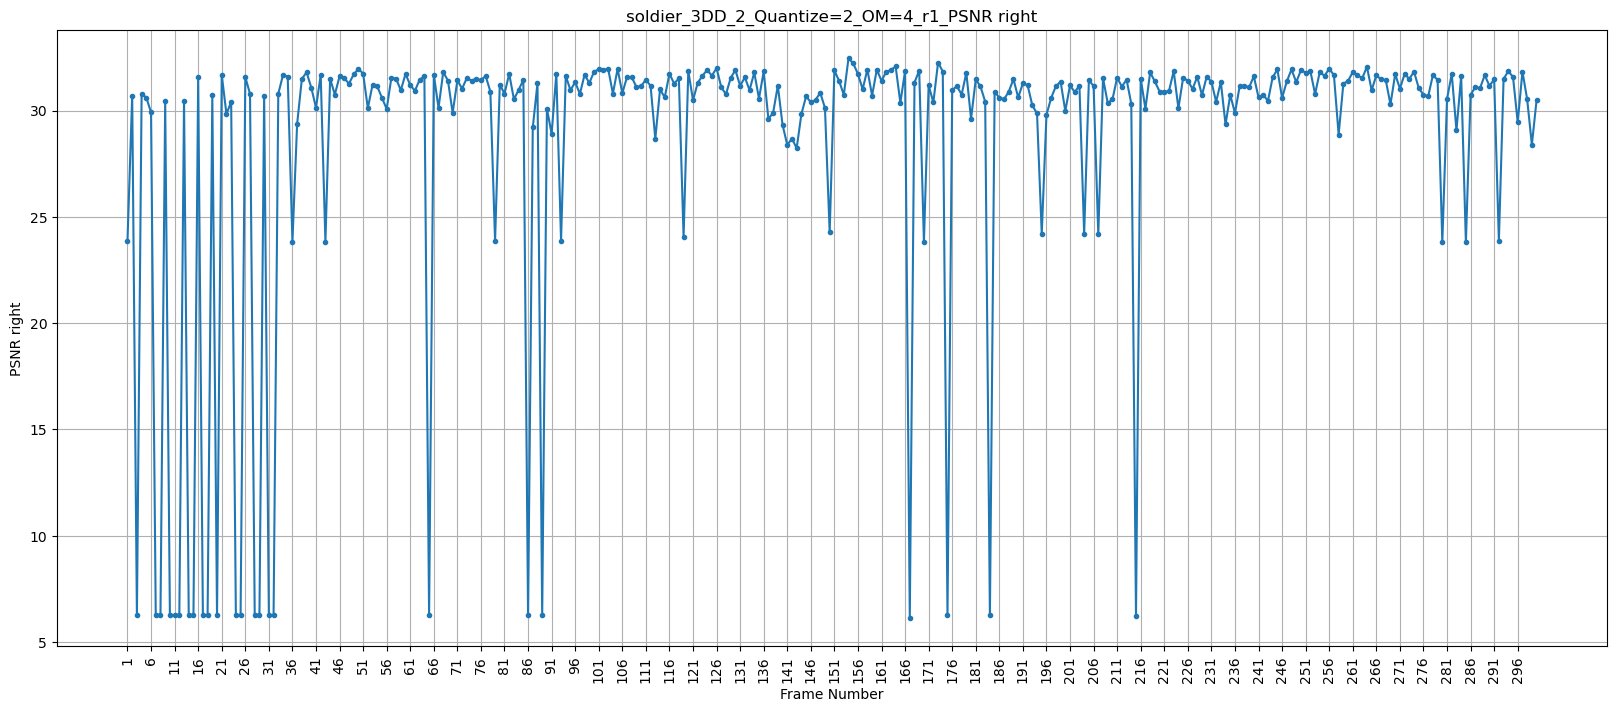 soldier_3DD_2_Quantize=2_OM=4_r1_PSNR right
PSNR right
30
25
20
15
10
5
1 6 11 16 21 26 31 36 41 46 51 56 61 66 71 76 81 86 91 96 101 106 111 116 121 126 131 136 141 146 151 156 161 166 171 176 181 186 191 196 201 206 211 216 221 226 231 236 241 246 251 256 261 266 271 276 281 286 291 296
Frame Number